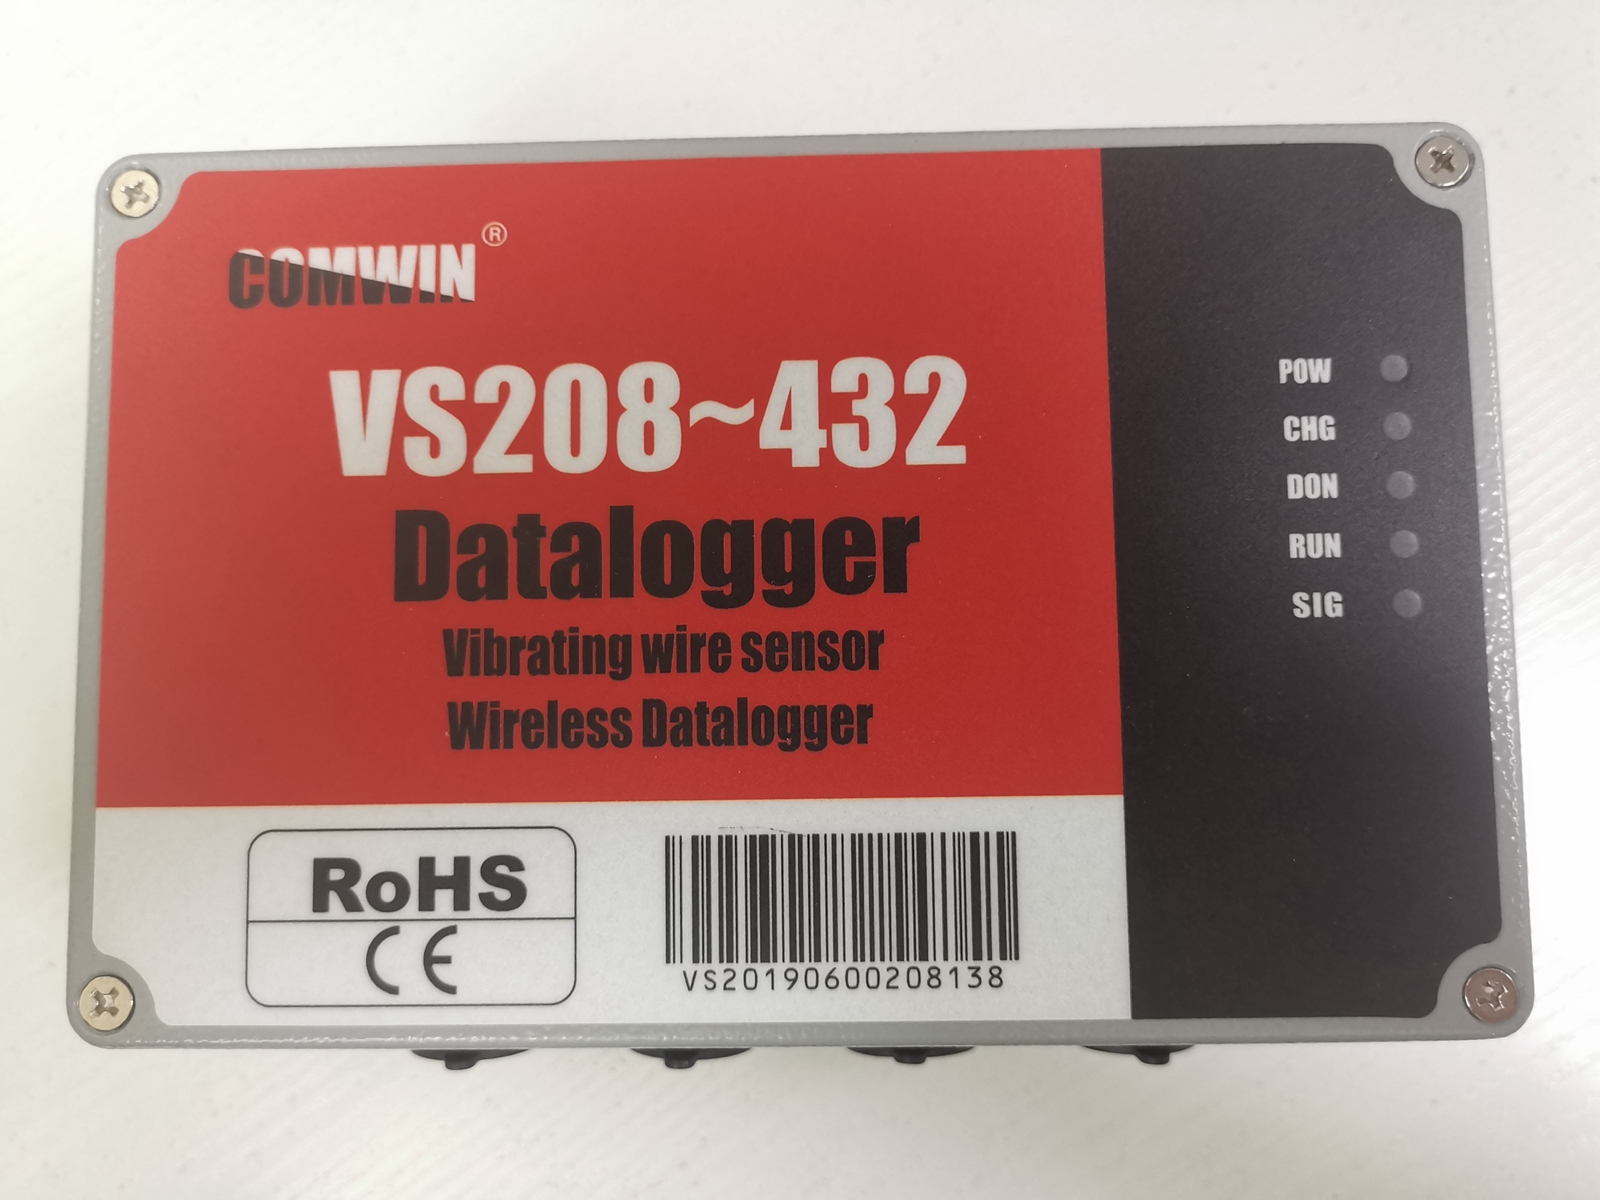 COMWIN®
VS208~432
Datalogger
Vibrating wire sensor
Wireless Datalogger
POW
CHG
DON
RUN
SIG
RoHS
CE
VS20190600208138